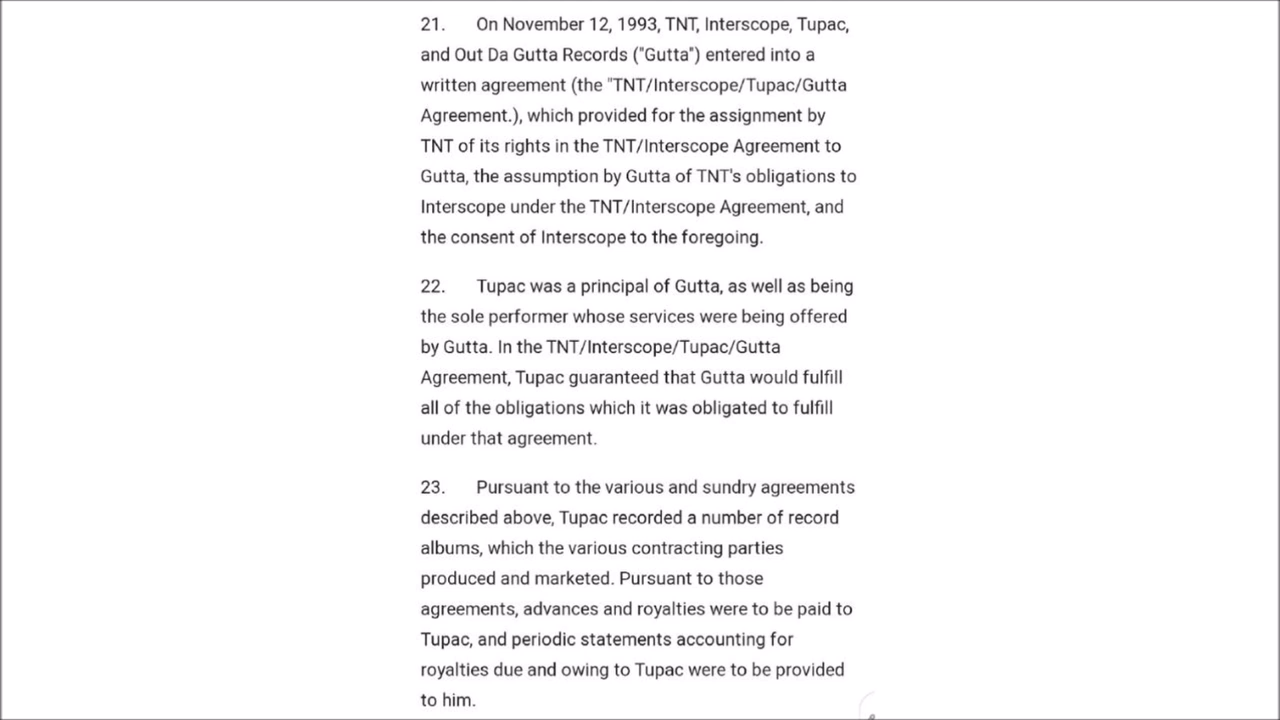 21. On November 12, 1993, TNT, Interscope, Tupac,
and Out Da Gutta Records ("Gutta") entered into a
written agreement (the "TNT/Interscope/Tupac/Gutta
Agreement.), which provided for the assignment by
TNT of its rights in the TNT/Interscope Agreement to
Gutta, the assumption by Gutta of TNT's obligations to
Interscope under the TNT/Interscope Agreement, and
the consent of Interscope to the foregoing.
22. Tupac was a principal of Gutta, as well as being
the sole performer whose services were being offered
by Gutta. In the TNT/Interscope/Tupac/Gutta
Agreement, Tupac guaranteed that Gutta would fulfill
all of the obligations which it was obligated to fulfill
under that agreement.
23. Pursuant to the various and sundry agreements
described above, Tupac recorded a number of record
albums, which the various contracting parties
produced and marketed. Pursuant to those
agreements, advances and royalties were to be paid to
Tupac, and periodic statements accounting for
royalties due and owing to Tupac were to be provided
to him.